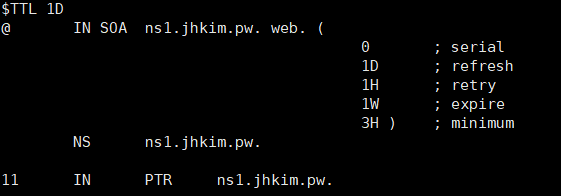 $TTL 1D
@ IN SOA ns1.jhkim.pw. web. (
0 ; serial
1D ; refresh
1H ; retry
1W ; expire
3H ) ; minimum
NS ns1.jhkim.pw.
11 IN PTR ns1.jhkim.pw.